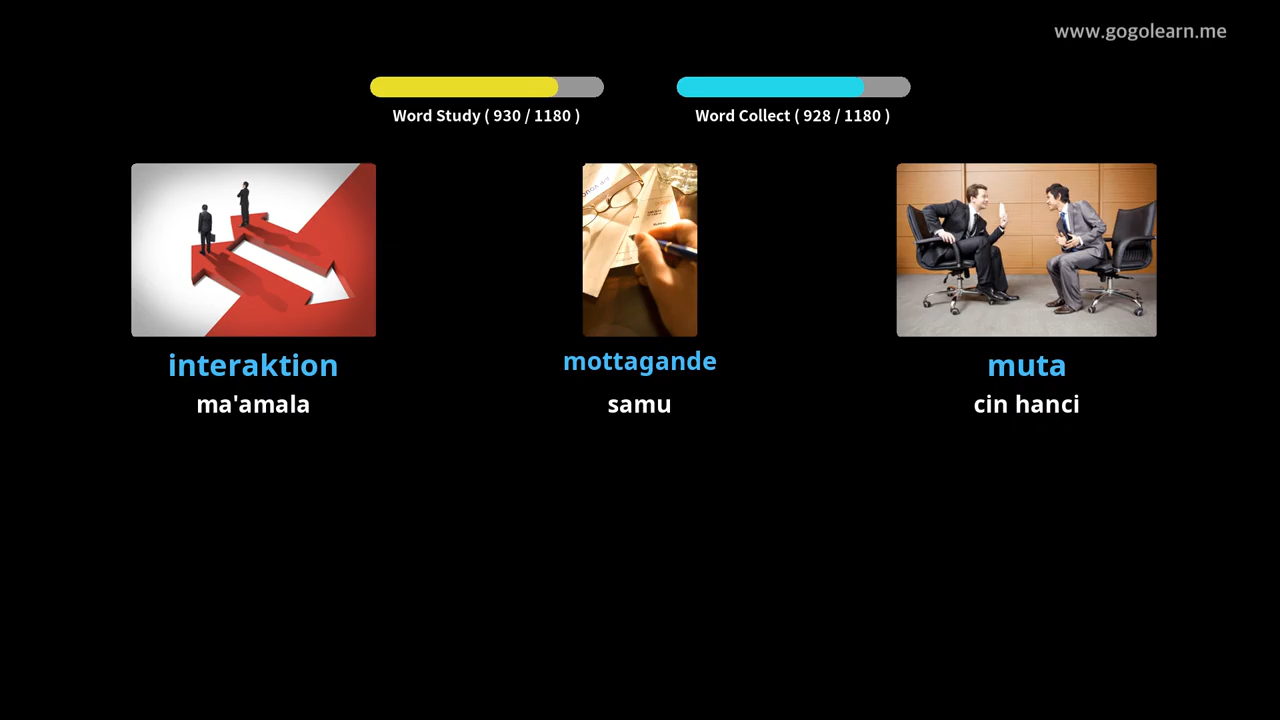 www.gogolearn.me
Word Study ( 930 / 1180 )
Word Collect ( 928 / 1180 )
interaktion
mottagande
muta
ma'amala
samu
cin hanci